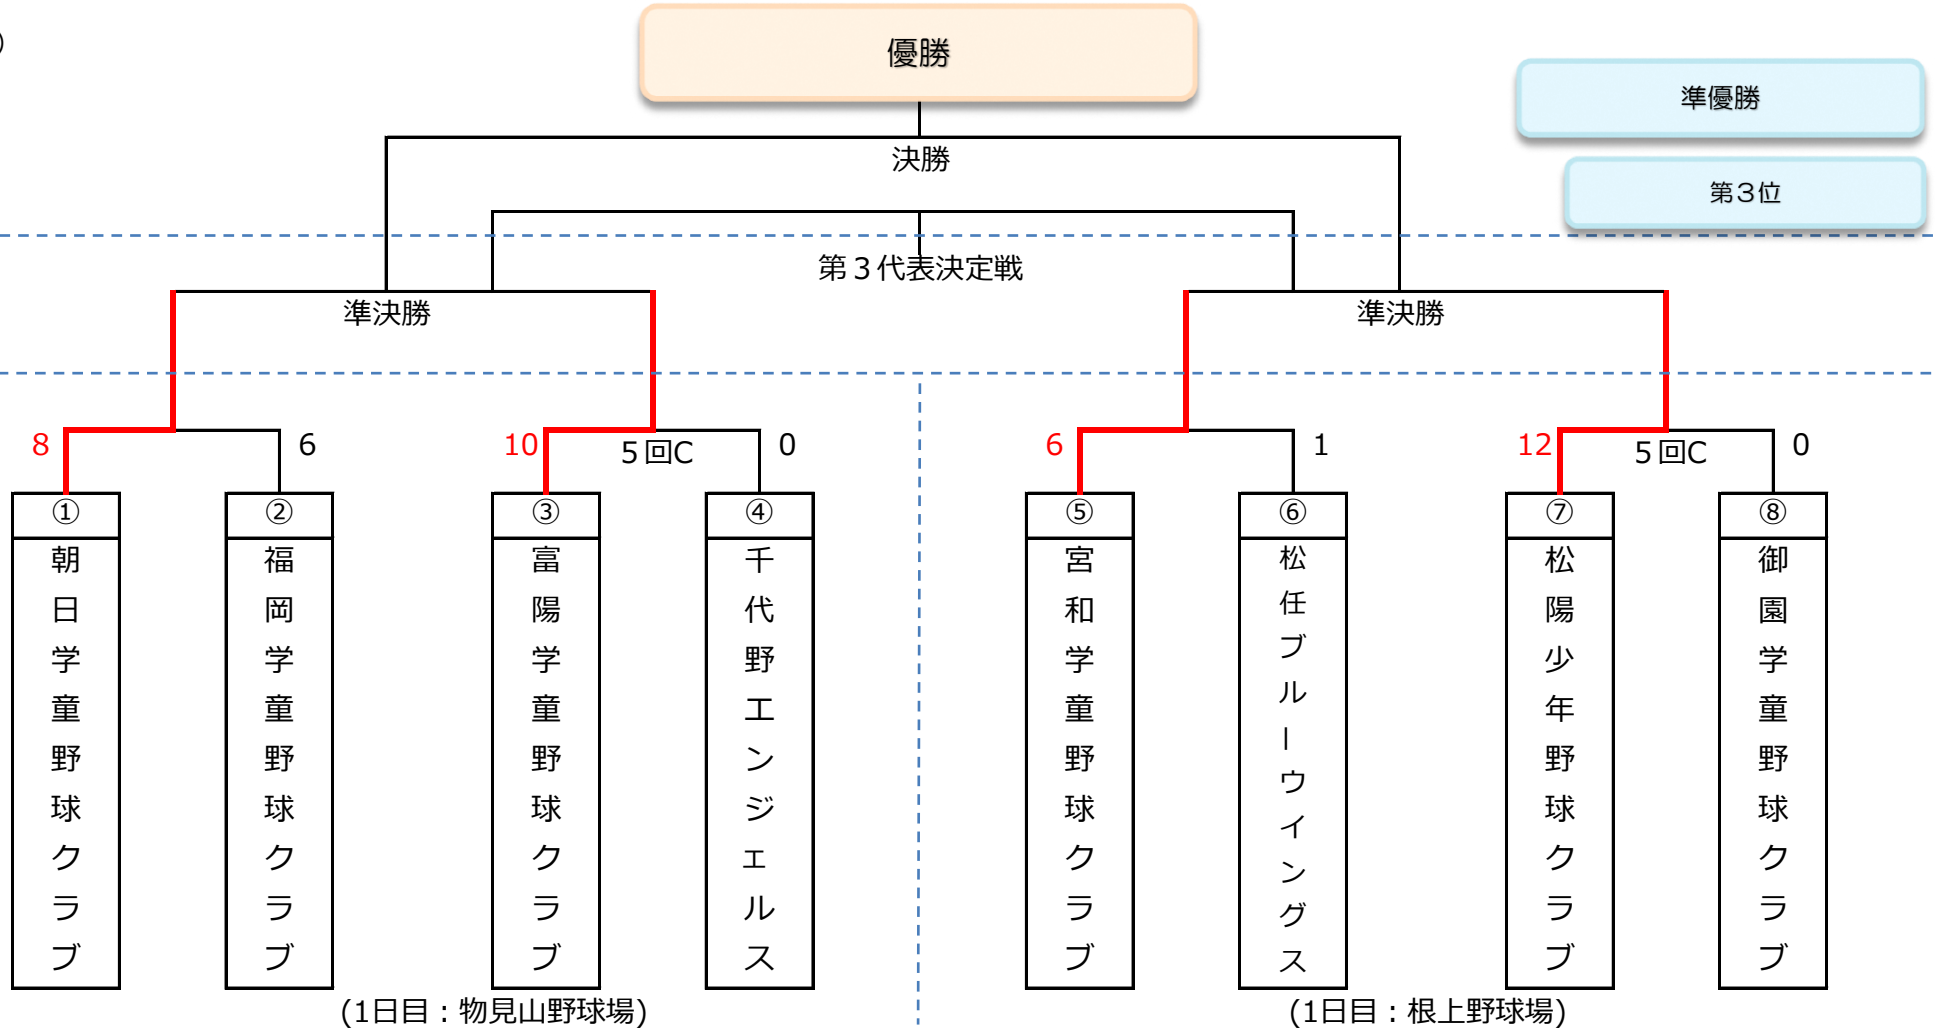 )
優勝
準優勝
決勝
第３位
第３代表決定戦
準決勝
準決勝
8
6
10
５回C
0
6
1
12
５回C
0
①
②
③
④
⑤
⑥
⑦
⑧
朝日学童野球クラブ
福岡学童野球クラブ
富陽学童野球クラブ
千代野エンジェルス
宮和学童野球クラブ
松任ブルーウイングス
松陽少年野球クラブ
御園学童野球クラブ
(1日目：物見山野球場)
(1日目：根上野球場)